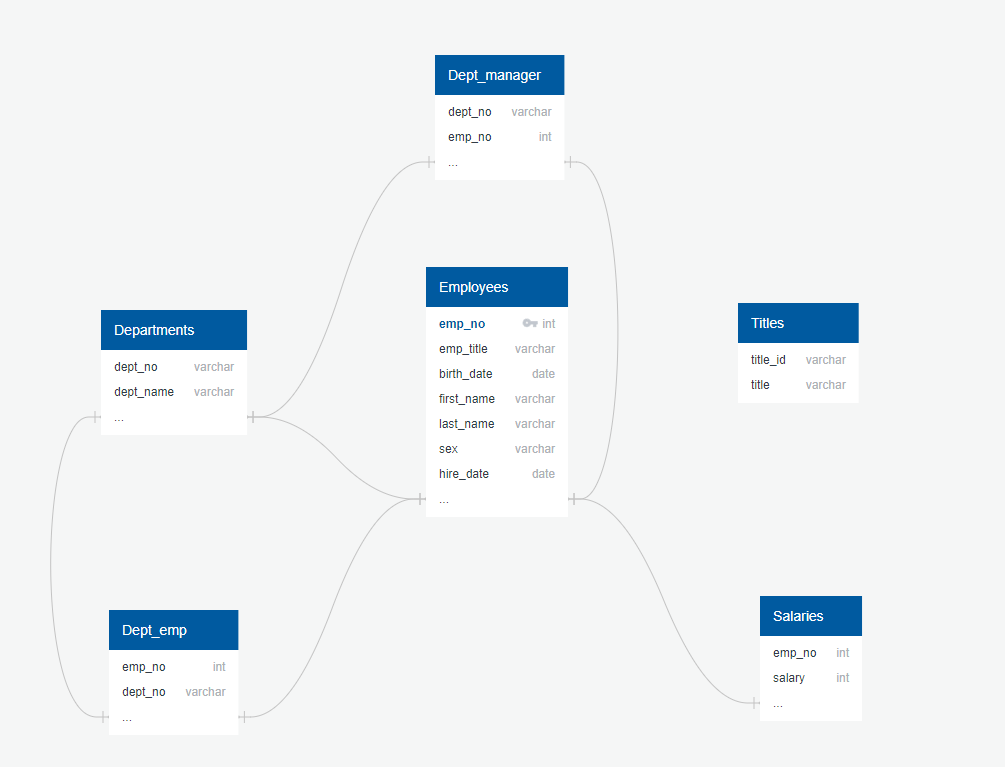 Dept_manager
dept_no varchar
emp_no int
...
Employees
emp_no int
emp_title varchar
birth_date date
first_name varchar
last_name varchar
sex varchar
hire_date date
...
Titles
title_id varchar
title varchar
Departments
dept_no varchar
dept_name varchar
...
Dept_emp
emp_no int
dept_no varchar
...
Salaries
emp_no int
salary int
...